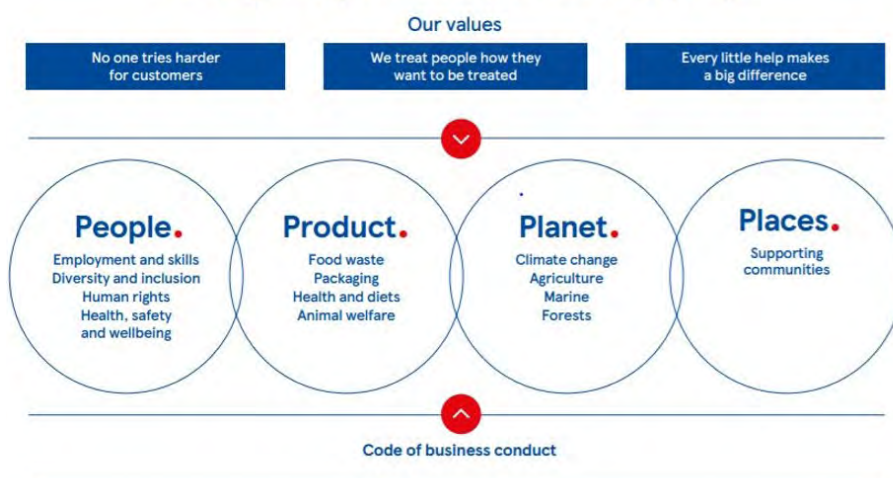 Our values
No one tries harder
for customers
We treat people how they
want to be treated
Every little help makes
a big difference
People.
Employment and skills
Diversity and inclusion
Human rights
Health, safety
and wellbeing
Product.
Food waste
Packaging
Health and diets
Animal welfare
Planet.
Climate change
Agriculture
Marine
Forests
Places.
Supporting
communities
Code of business conduct